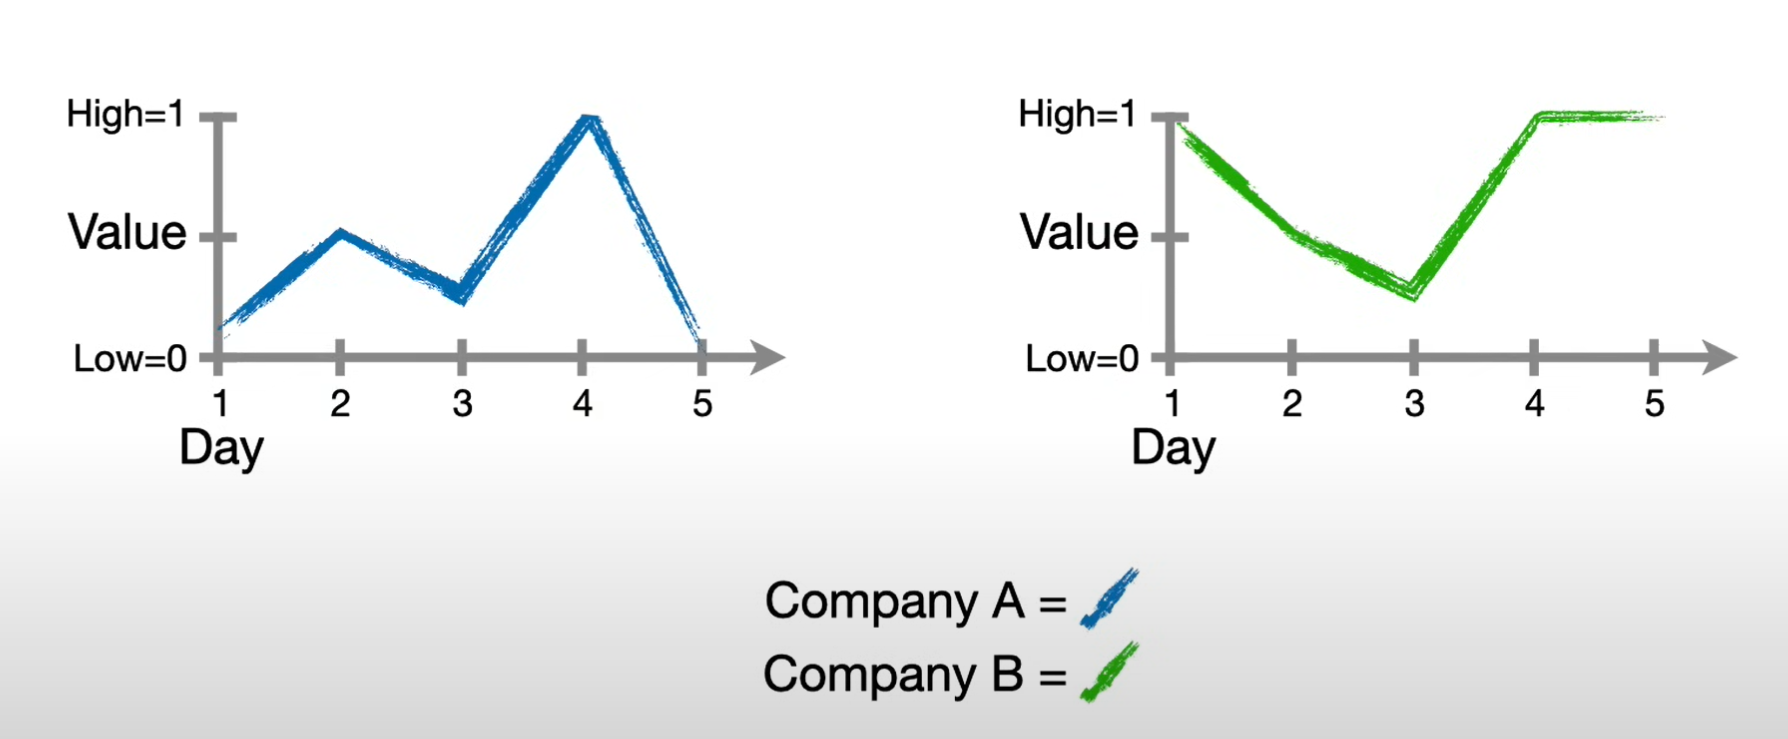 High=1
Value
Low=0
1 2 3 4 5
Day
High=1
Value
Low=0
1 2 3 4 5
Day
Company A =
Company B =